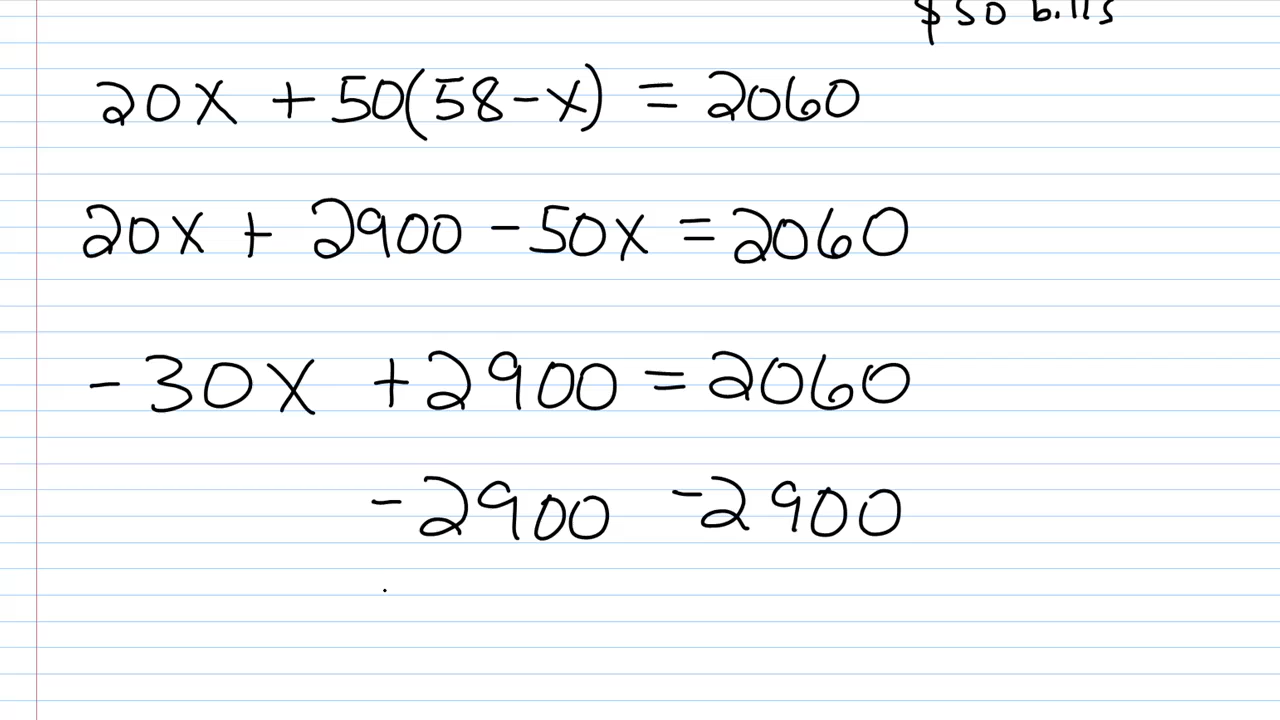 $50 bills
20x + 50(58-x) = 2060
20x + 2900 - 50x = 2060
-30x + 2900 = 2060
-2900 -2900